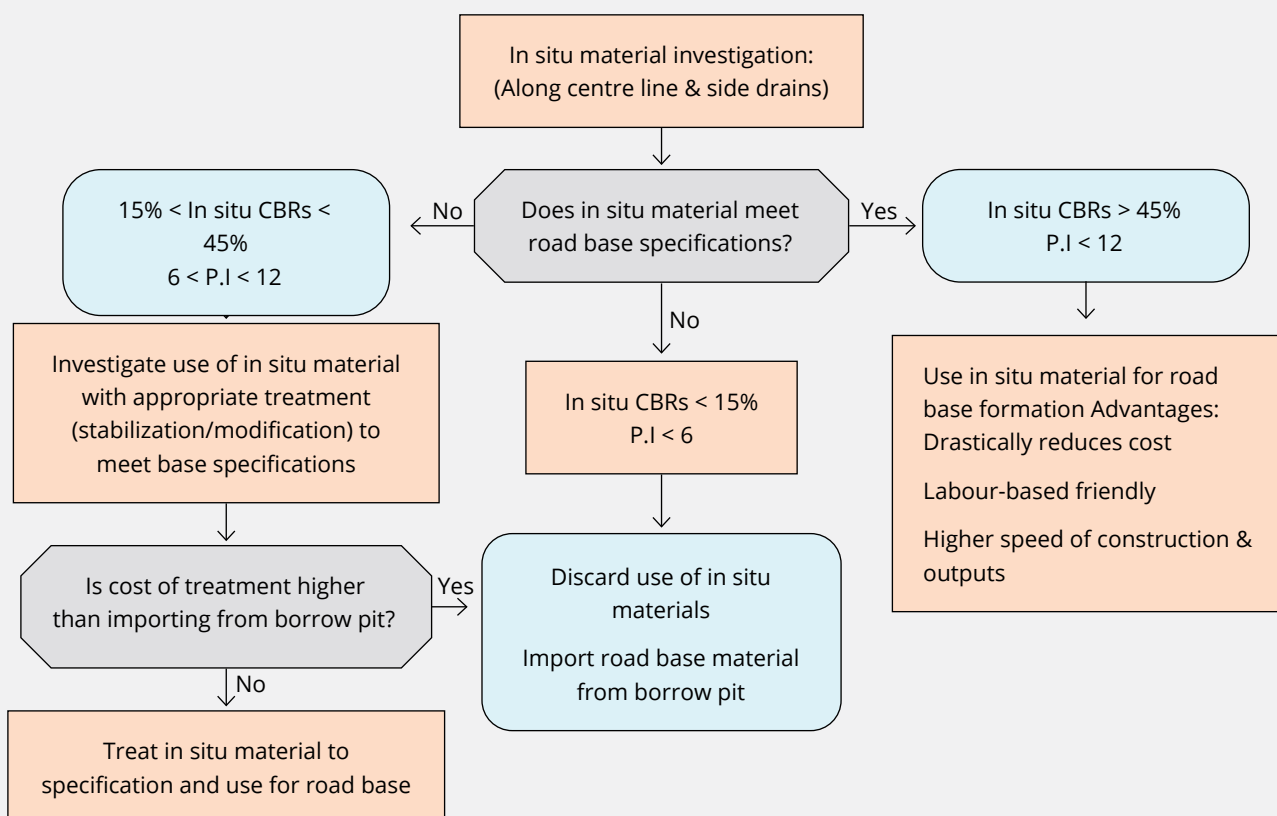 In situ material investigation:
(Along centre line & side drains)
15% < In situ CBRs <
45%
6 < P.I < 12
No
Does in situ material meet
road base specifications?
Yes
In situ CBRs > 45%
P.I < 12
No
Investigate use of in situ material
with appropriate treatment
(stabilization/modification) to
meet base specifications
In situ CBRs < 15%
P.I < 6
Use in situ material for road
base formation Advantages:
Drastically reduces cost
Labour-based friendly
Higher speed of construction &
outputs
Is cost of treatment higher
than importing from borrow pit?
Yes
Discard use of in situ
materials
Import road base material
from borrow pit
No
Treat in situ material to
specification and use for road base